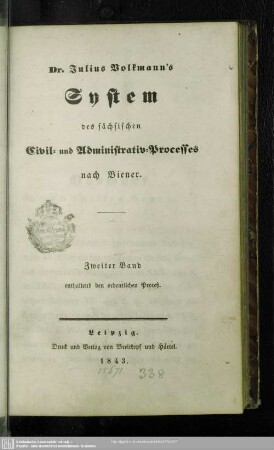 Dr. Julius Volkmann's
System
des sächsischen
Civil- und Administrativ-Processes
nach Biener.
Zweiter Band
enthaltend den ordentlichen Proceß.
Leipzig.
Druck und Verlag von Breitkopf und Härtel.
1843.
338